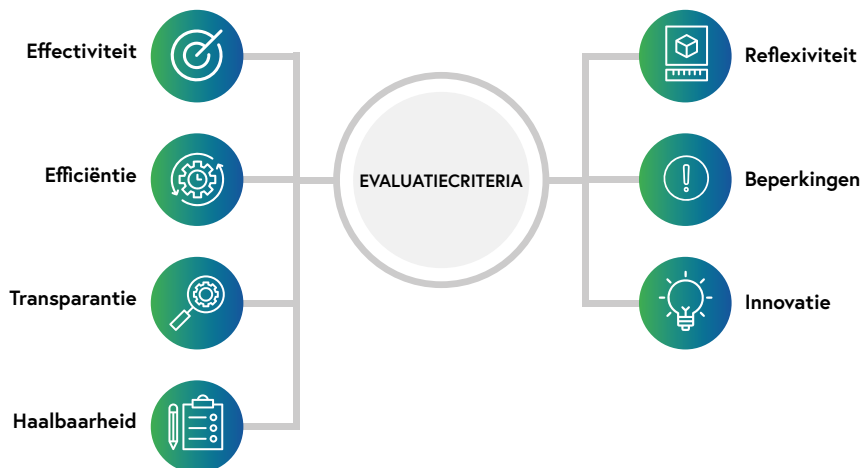 Effectiviteit
Efficiëntie
Transparantie
Haalbaarheid
EVALUATIECRITERIA
Reflexiviteit
Beperkingen
Innovatie